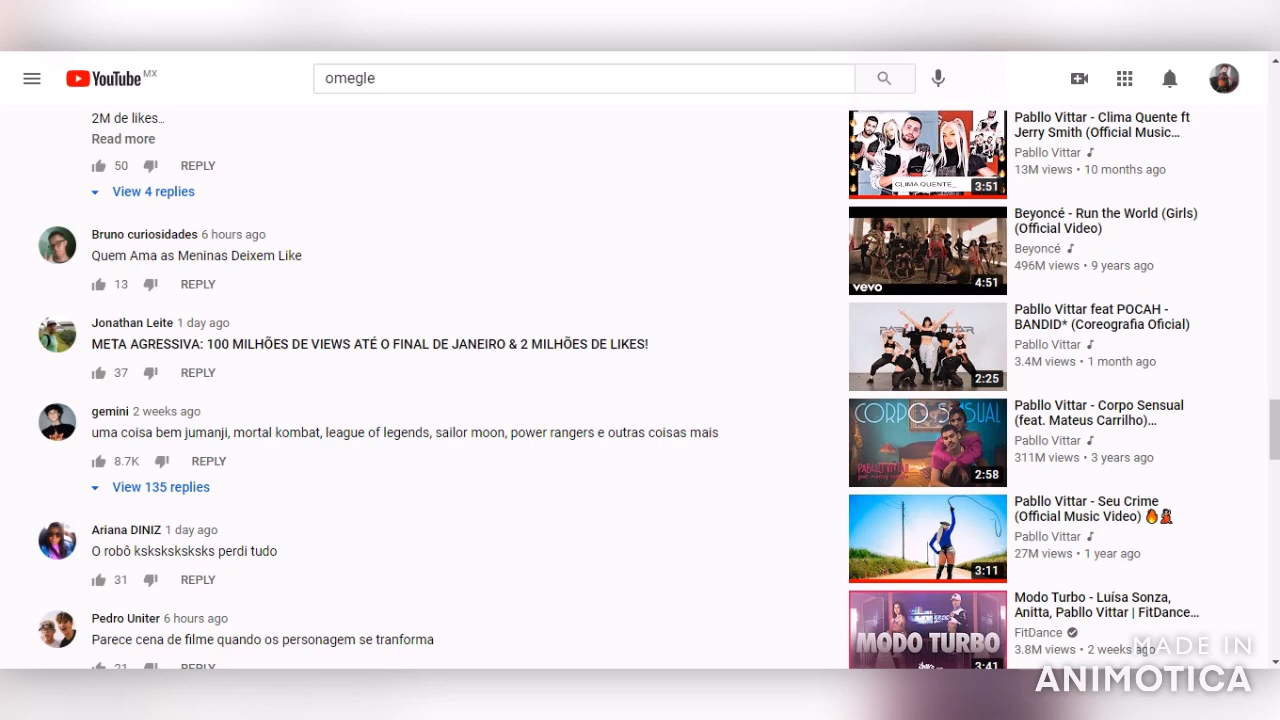 YouTube MX
omegle
2M de likes...
Read more
50 REPLY
View 4 replies
Bruno curiosidades 6 hours ago
Quem Ama as Meninas Deixem Like
13 REPLY
Jonathan Leite 1 day ago
META AGRESSIVA: 100 MILHÕES DE VIEWS ATÉ O FINAL DE JANEIRO & 2 MILHÕES DE LIKES!
37 REPLY
gemini 2 weeks ago
uma coisa bem jumanji, mortal kombat, league of legends, sailor moon, power rangers e outras coisas mais
8.7K REPLY
View 135 replies
Ariana DINIZ 1 day ago
O robô ksksksksksks perdi tudo
31 REPLY
Pedro Uniter 6 hours ago
Parece cena de filme quando os personagem se tranforma
21 REPLY
CLIMA QUENTE_
3:51
Pabllo Vittar - Clima Quente ft
Jerry Smith (Official Music...
Pabllo Vittar
13M views • 10 months ago
vevo
4:51
Beyoncé - Run the World (Girls)
(Official Video)
Beyoncé
496M views • 9 years ago
2:25
Pabllo Vittar feat POCAH -
BANDID* (Coreografia Oficial)
Pabllo Vittar
3.4M views • 1 month ago
CORPO SENSUAL
PABLLO VITTAR
2:58
Pabllo Vittar - Corpo Sensual
(feat. Mateus Carrilho)...
Pabllo Vittar
311M views • 3 years ago
3:11
Pabllo Vittar - Seu Crime
(Official Music Video) 🔥💃
Pabllo Vittar
27M views • 1 year ago
MODO TURBO
3:41
Modo Turbo - Luísa Sonza,
Anitta, Pabllo Vittar | FitDance...
FitDance
3.8M views • 2 weeks ago
MADE IN
ANIMOTICA